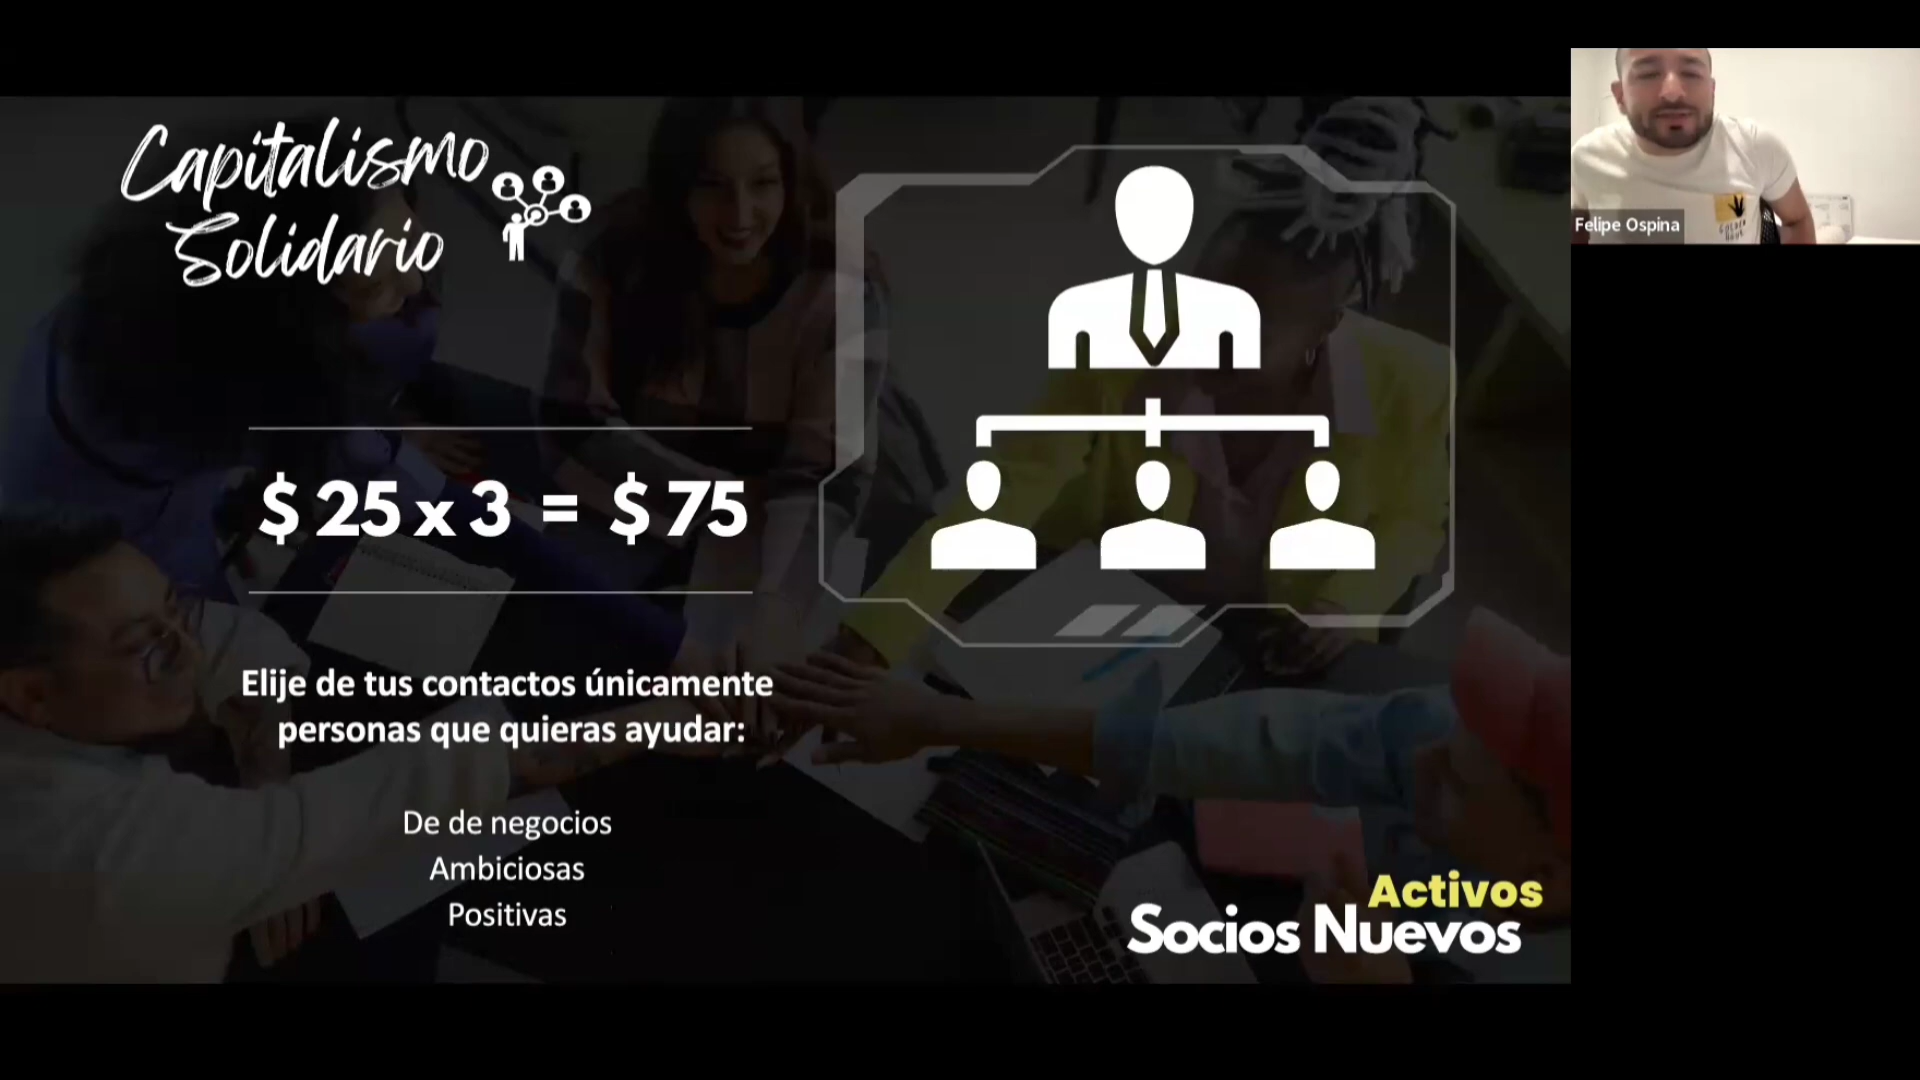 Capitalismo
Solidario
$ 25 x 3 = $ 75
Elije de tus contactos únicamente
personas que quieras ayudar:
De de negocios
Ambiciosas
Positivas
Activos
Socios Nuevos
Felipe Ospina